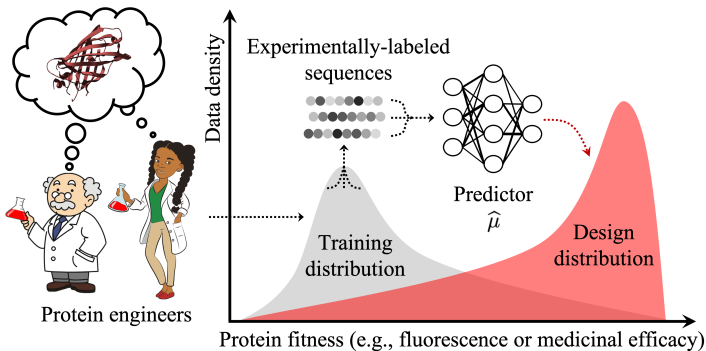 Experimentally-labeled
sequences
Data density
Predictor
μ̂
Training
distribution
Design
distribution
Protein engineers
Protein fitness (e.g., fluorescence or medicinal efficacy)